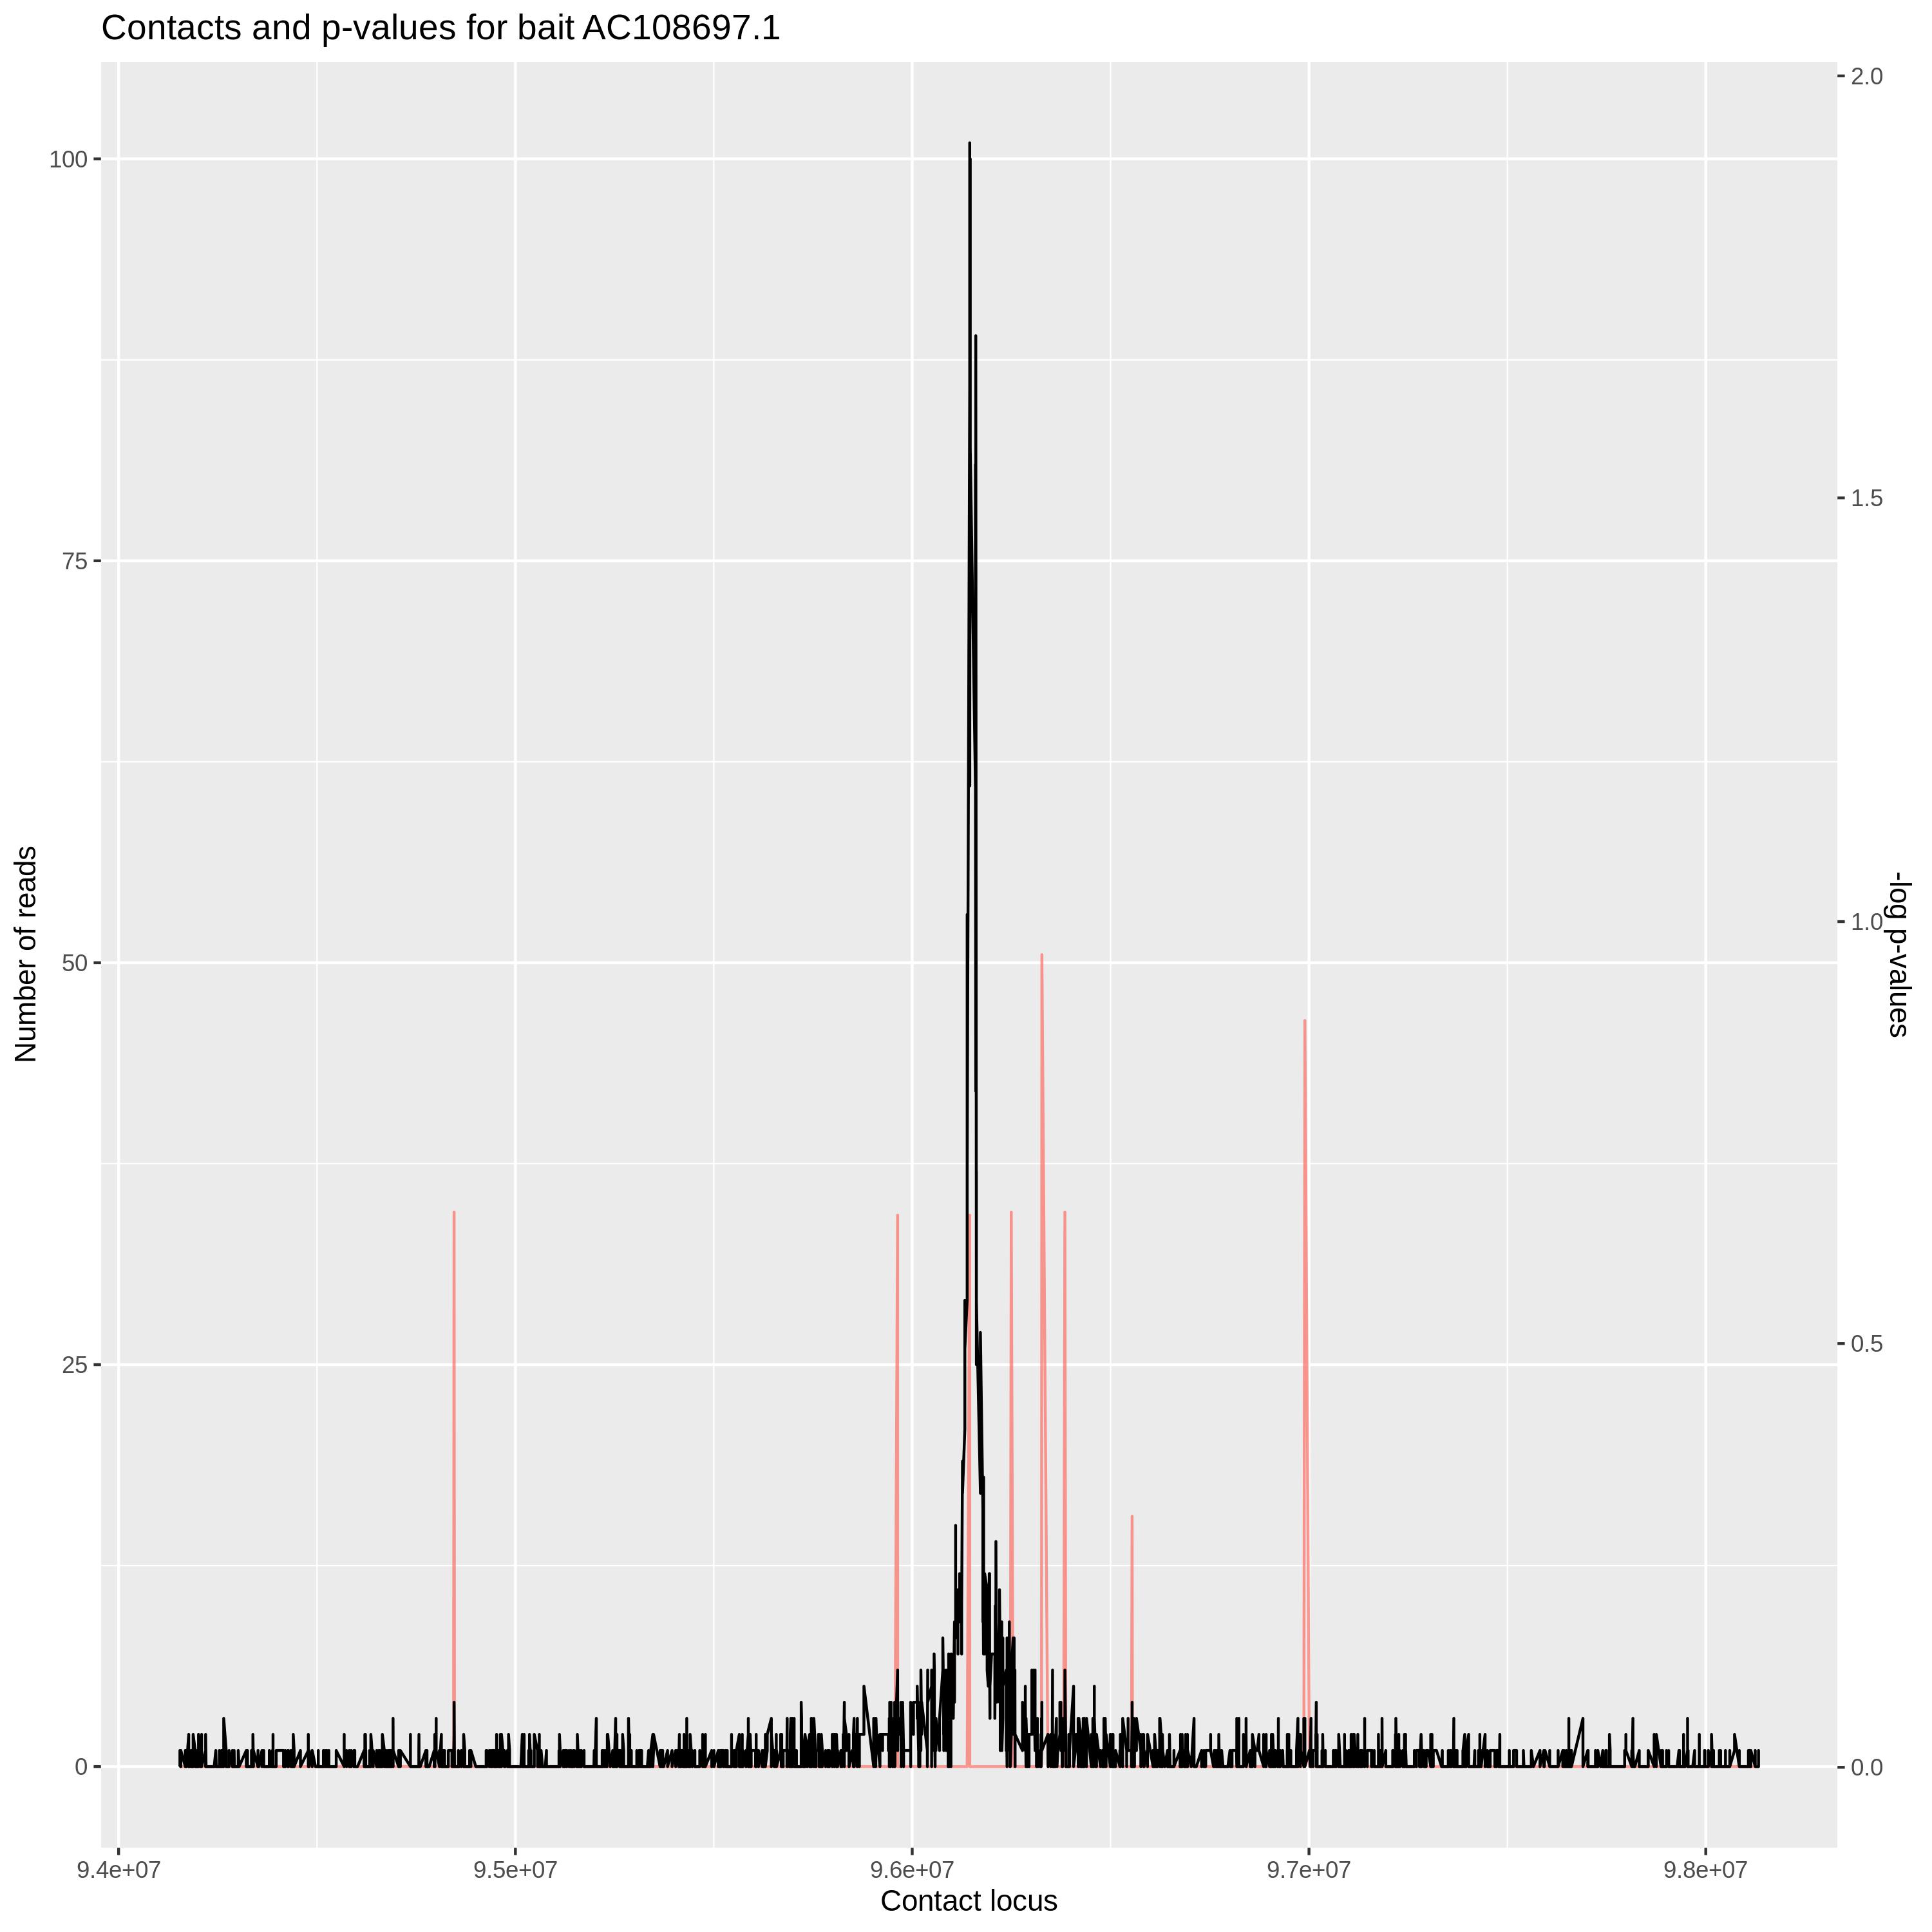 Contacts and p-values for bait AC108697.1
2.0
100
1.5
75
1.0
50
0.5
25
0.0
0
Number of reads
-log p-values
9.4e+07 9.5e+07 9.6e+07 9.7e+07 9.8e+07
Contact locus